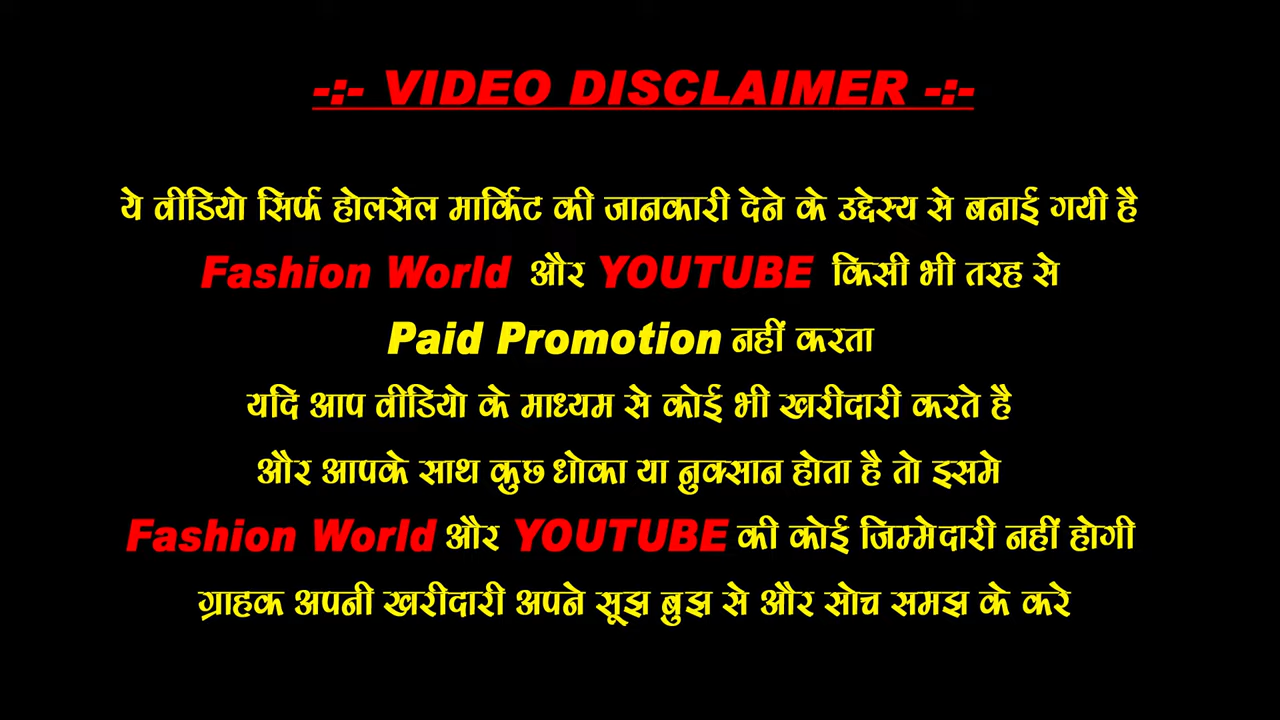 -:- VIDEO DISCLAIMER -:-
ये वीडियो सिर्फ होलसेल मार्किट की जानकारी देने के उद्देस्य से बनाई गयी है
Fashion World और YOUTUBE किसी भी तरह से
Paid Promotion नहीं करता
यदि आप वीडियो के माध्यम से कोई भी खरीदारी करते है
और आपके साथ कुछ धोका या नुक्सान होता है तो इसमे
Fashion World और YOUTUBE की कोई जिम्मेदारी नहीं होगी
ग्राहक अपनी खरीदारी अपने सूझ बुझ से और सोच समझ के करे